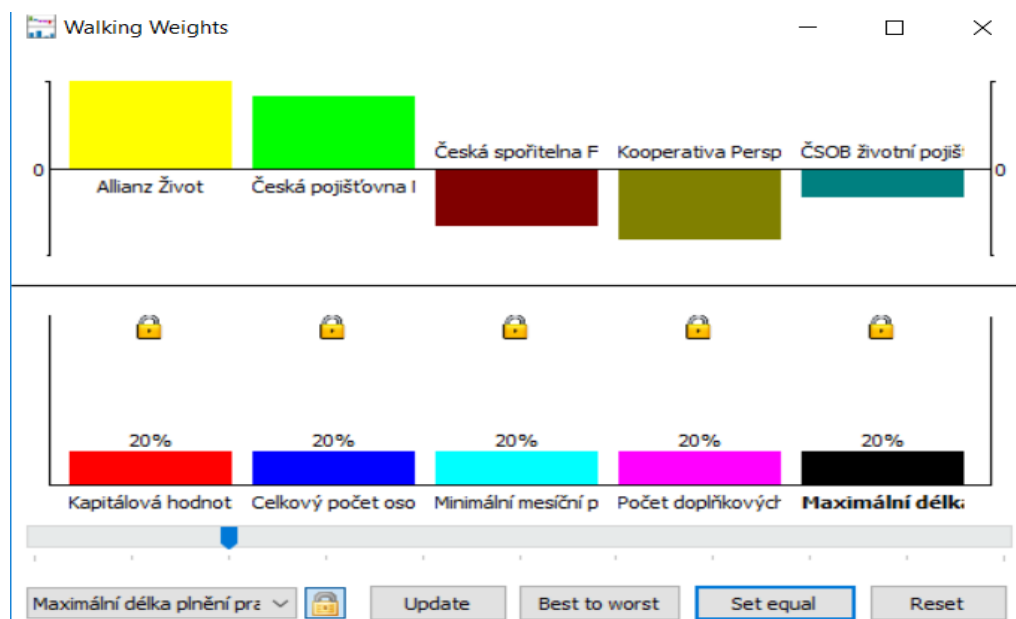 Walking Weights
Česká spořitelna F Kooperativa Persp ČSOB životní pojiš
0 0
Allianz Život Česká pojišťovna I
20% 20% 20% 20% 20%
Kapitálová hodnot Celkový počet oso Minimální mesíční p Počet doplňkových Maximální délka
Maximální délka plnění pra
Update Best to worst Set equal Reset